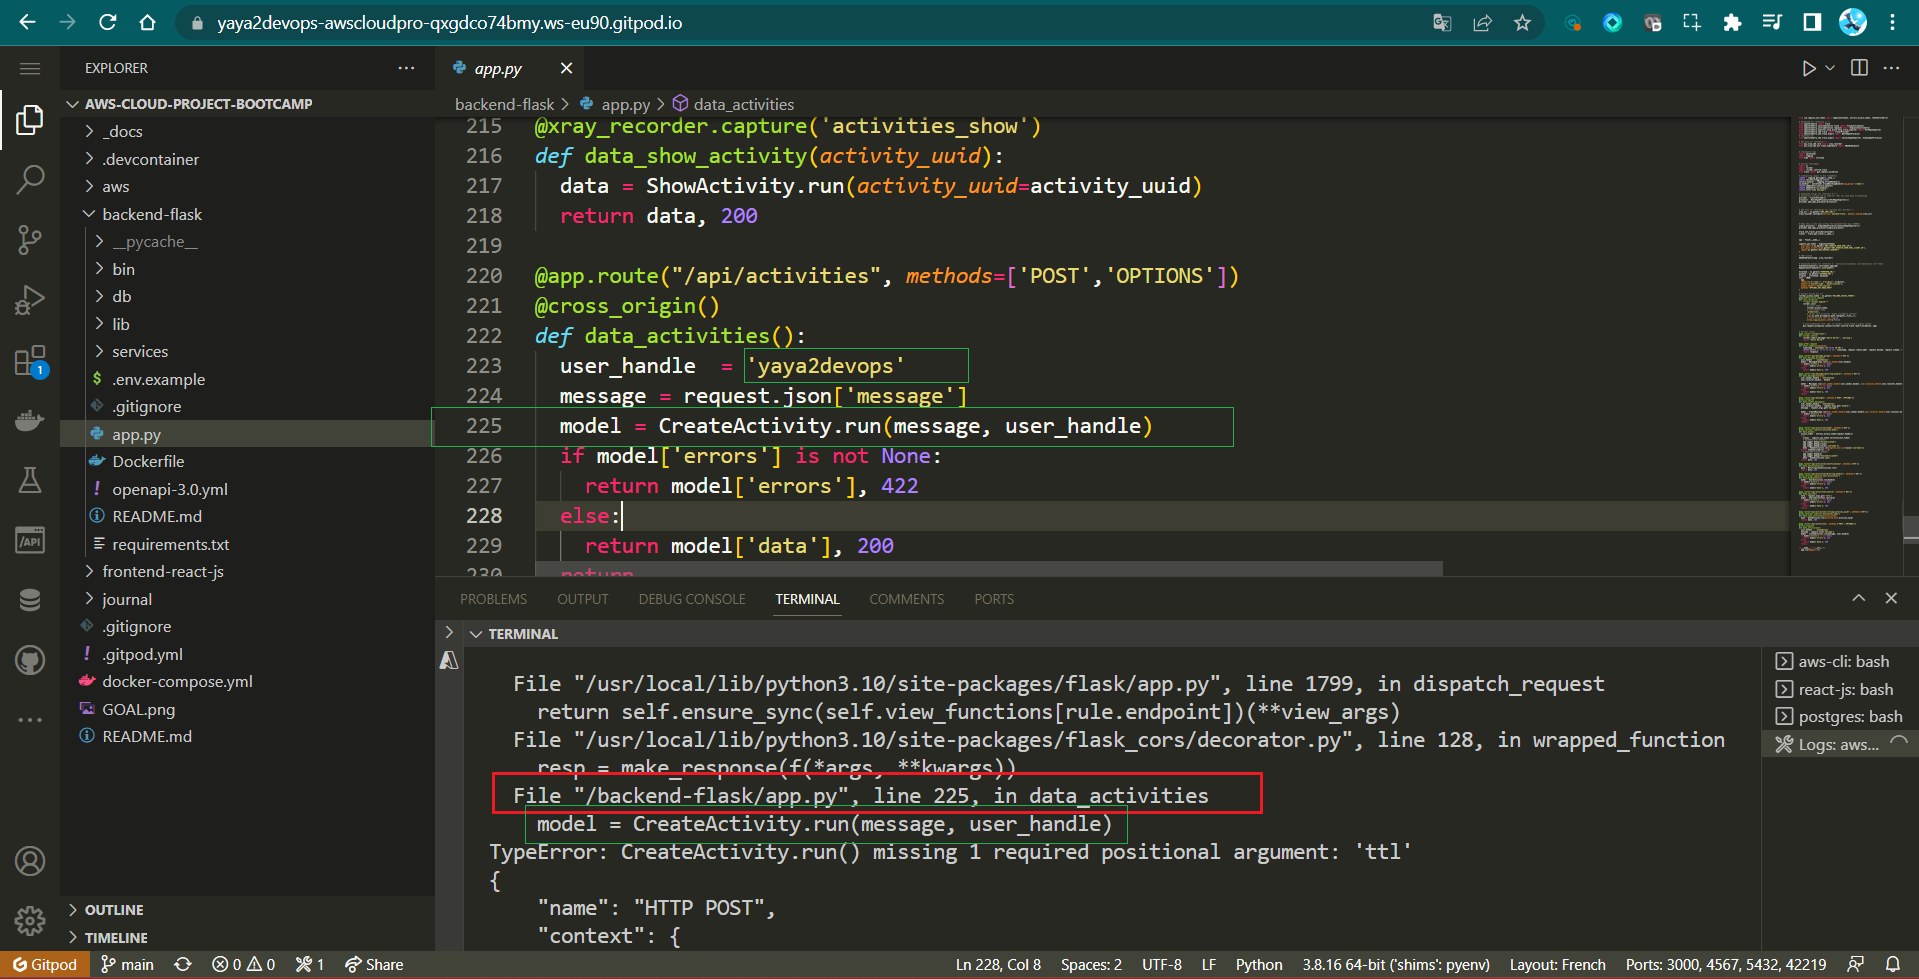 yaya2devops-awscloudpro-qxgdco74bmy.ws-eu90.gitpod.io
EXPLORER
AWS-CLOUD-PROJECT-BOOTCAMP
_docs
.devcontainer
aws
backend-flask
__pycache__
bin
db
lib
services
.env.example
.gitignore
app.py
Dockerfile
openapi-3.0.yml
README.md
requirements.txt
frontend-react-js
journal
.gitignore
.gitpod.yml
docker-compose.yml
GOAL.png
README.md
OUTLINE
TIMELINE
1
/API
app.py
backend-flask > app.py > data_activities
215 @xray_recorder.capture('activities_show')
216 def data_show_activity(activity_uuid):
217 data = ShowActivity.run(activity_uuid=activity_uuid)
218 return data, 200
219
220 @app.route("/api/activities", methods=['POST','OPTIONS'])
221 @cross_origin()
222 def data_activities():
223 user_handle = 'yaya2devops'
224 message = request.json['message']
225 model = CreateActivity.run(message, user_handle)
226 if model['errors'] is not None:
227 return model['errors'], 422
228 else:
229 return model['data'], 200
230 return
PROBLEMS OUTPUT DEBUG CONSOLE TERMINAL COMMENTS PORTS
TERMINAL
File "/usr/local/lib/python3.10/site-packages/flask/app.py", line 1799, in dispatch_request
return self.ensure_sync(self.view_functions[rule.endpoint])(**view_args)
File "/usr/local/lib/python3.10/site-packages/flask_cors/decorator.py", line 128, in wrapped_function
resp = make_response(f(*args, **kwargs))
File "/backend-flask/app.py", line 225, in data_activities
model = CreateActivity.run(message, user_handle)
TypeError: CreateActivity.run() missing 1 required positional argument: 'ttl'
{
"name": "HTTP POST",
"context": {
aws-cli: bash
react-js: bash
postgres: bash
Logs: aws...
Gitpod main 0 0 1 Share Ln 228, Col 8 Spaces: 2 UTF-8 LF Python 3.8.16 64-bit ('shims': pyenv) Layout: French Ports: 3000, 4567, 5432, 42219